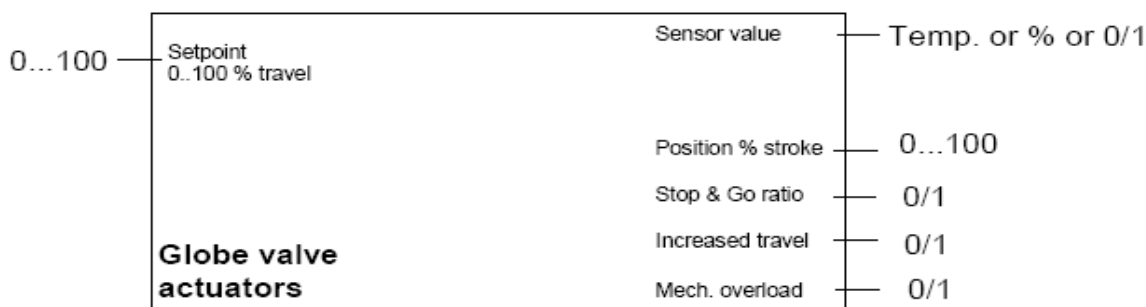 Sensor value
Temp. or % or 0/1
0...100
Setpoint
0..100 % travel
Position % stroke
0...100
Stop & Go ratio
0/1
Increased travel
0/1
Globe valve
actuators
Mech. overload
0/1